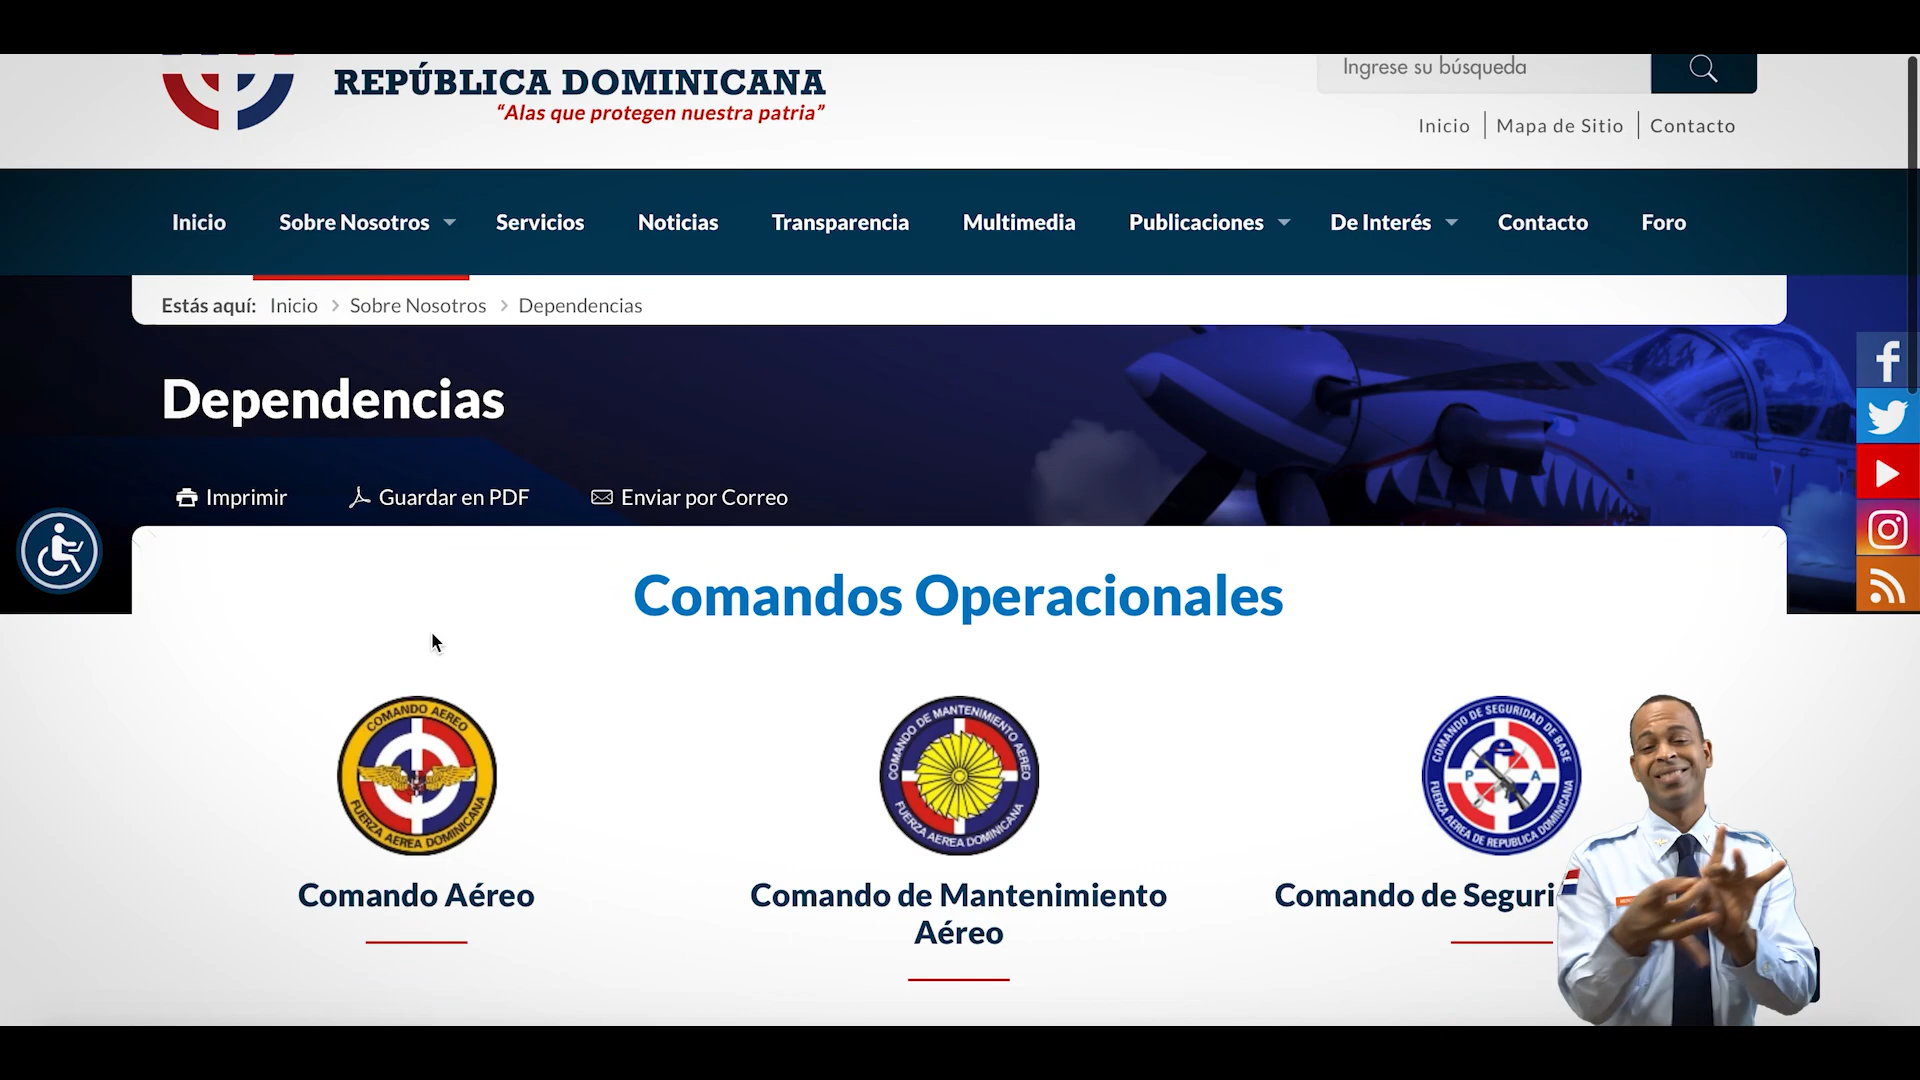 REPÚBLICA DOMINICANA
“Alas que protegen nuestra patria”
Ingrese su búsqueda
Inicio
Mapa de Sitio
Contacto
Inicio
Sobre Nosotros
Servicios
Noticias
Transparencia
Multimedia
Publicaciones
De Interés
Contacto
Foro
Estás aquí: Inicio > Sobre Nosotros > Dependencias
Dependencias
Imprimir
Guardar en PDF
Enviar por Correo
Comandos Operacionales
COMANDO AEREO
FUERZA AEREA DOMINICANA
COMANDO DE MANTENIMIENTO AEREO
FUERZA AEREA DOMINICANA
COMANDO DE SEGURIDAD DE BASE
P A
FUERZA AEREA DE REPUBLICA DOMINICANA
Comando Aéreo
Comando de Mantenimiento
Aéreo
Comando de Seguri